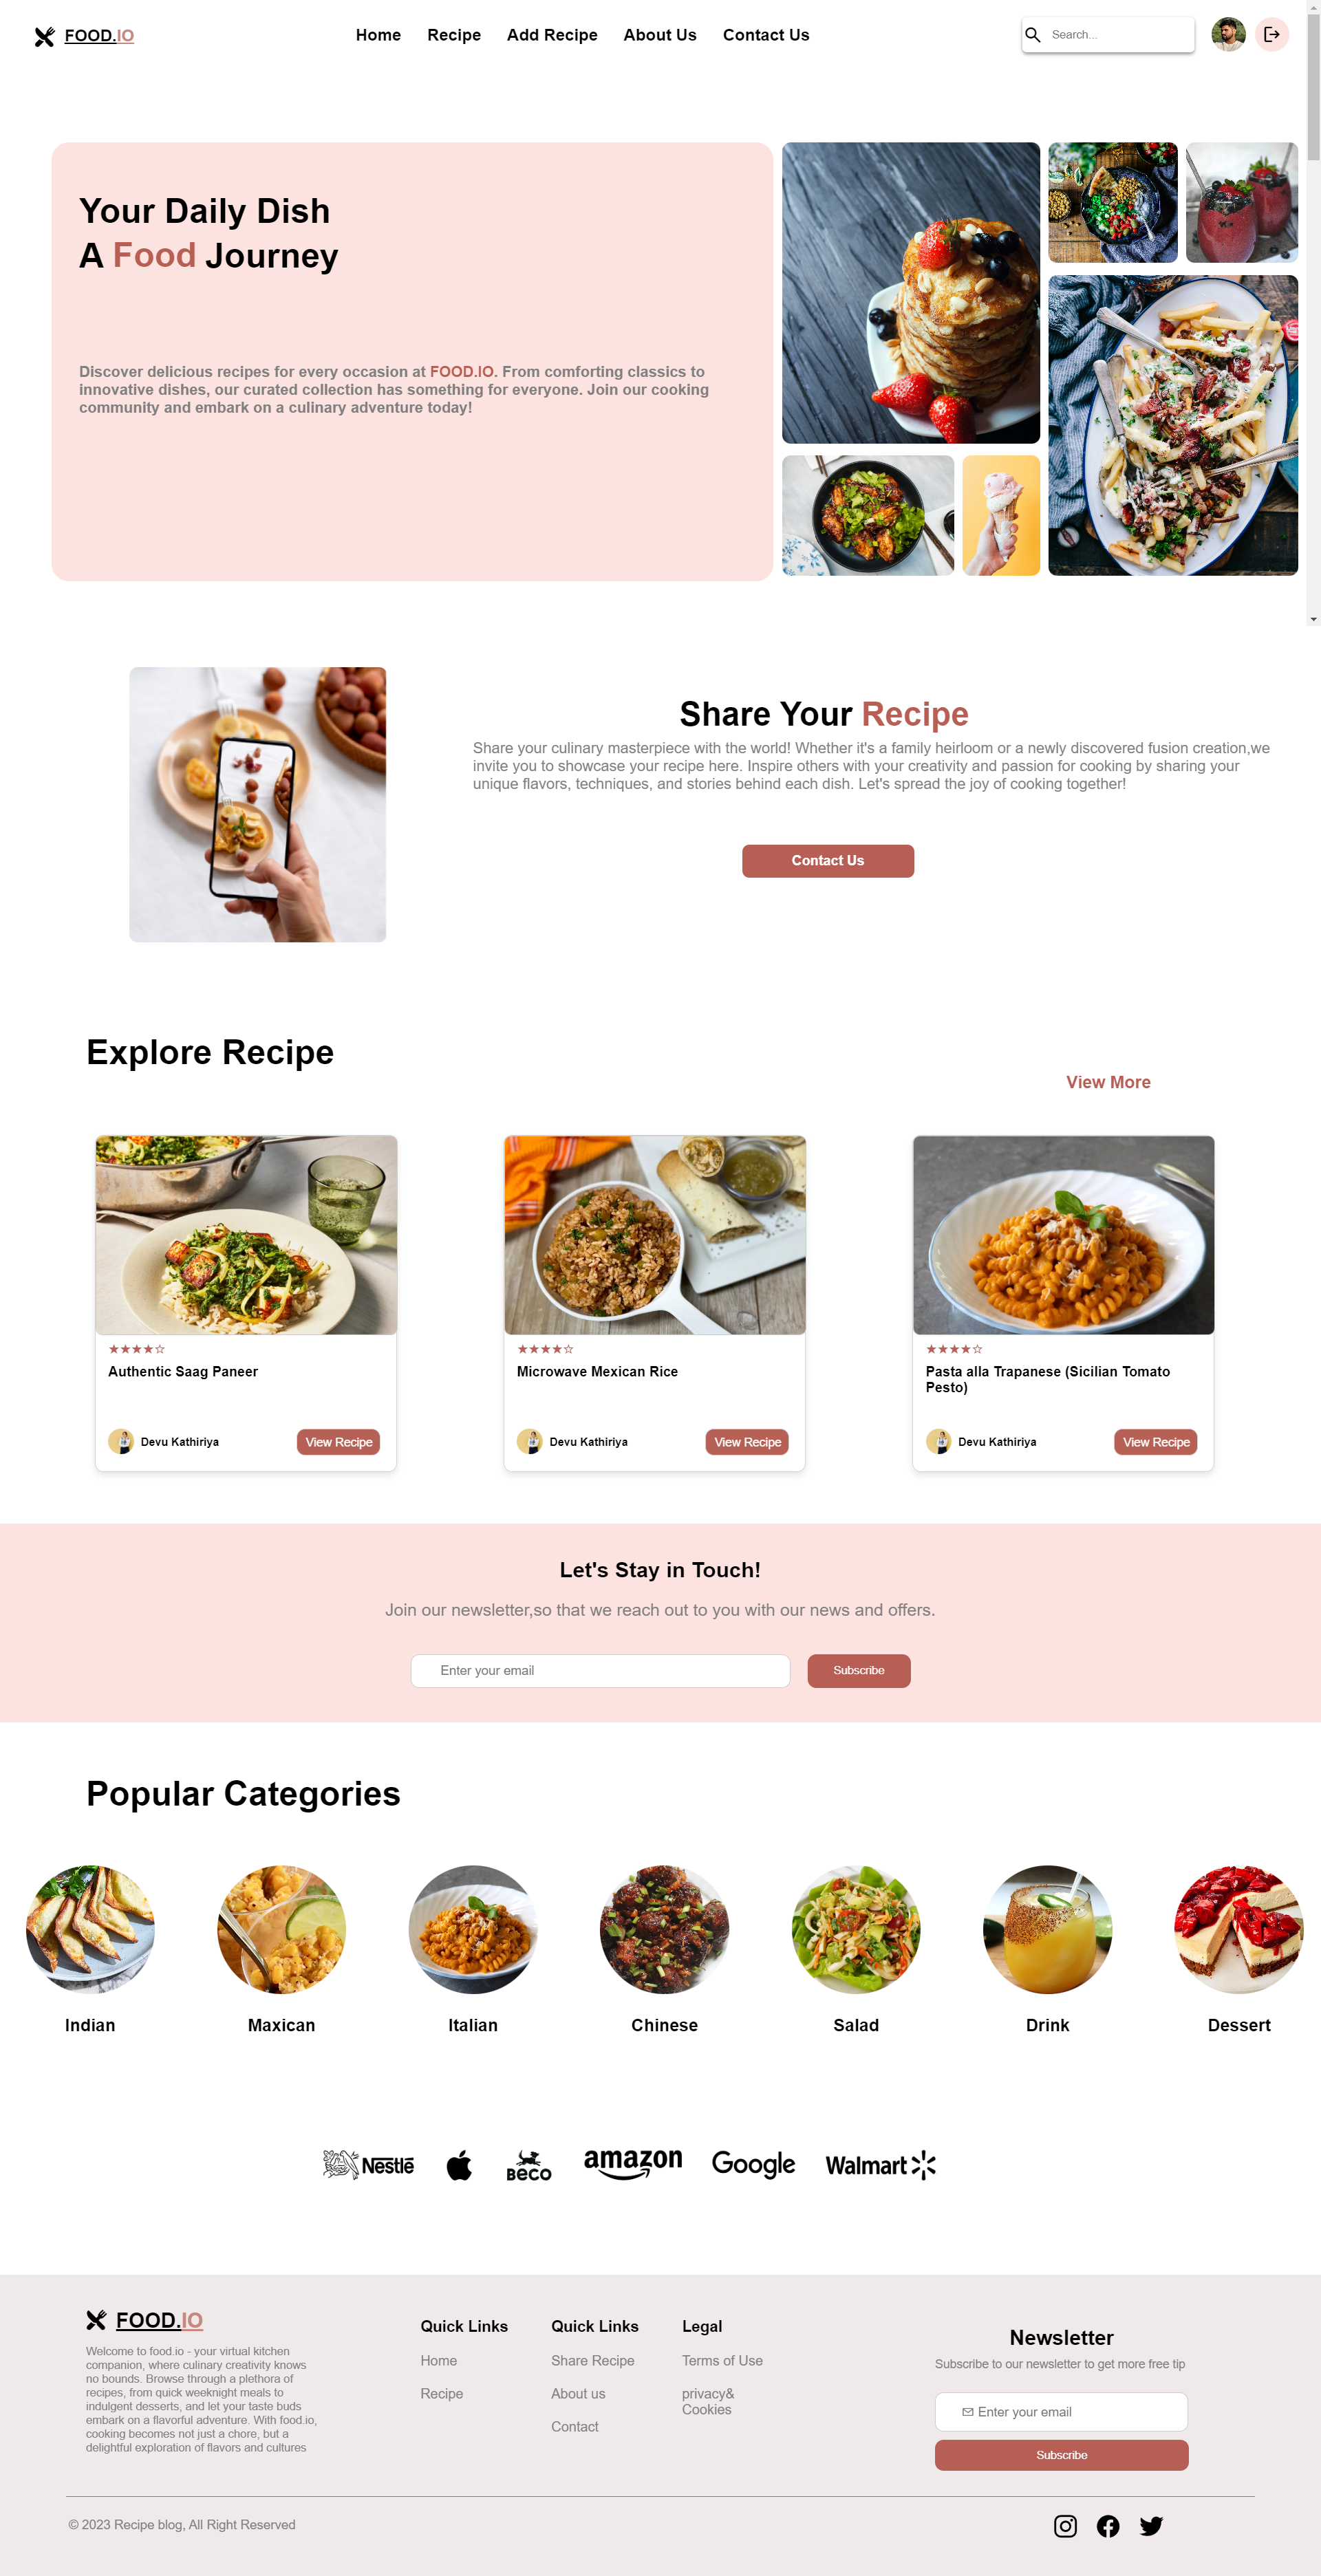 FOOD.IO
Home
Recipe
Add Recipe
About Us
Contact Us
Search...
Your Daily Dish
A Food Journey
Discover delicious recipes for every occasion at FOOD.IO. From comforting classics to
innovative dishes, our curated collection has something for everyone. Join our cooking
community and embark on a culinary adventure today!
Share Your Recipe
Share your culinary masterpiece with the world! Whether it's a family heirloom or a newly discovered fusion creation,we
invite you to showcase your recipe here. Inspire others with your creativity and passion for cooking by sharing your
unique flavors, techniques, and stories behind each dish. Let's spread the joy of cooking together!
Contact Us
Explore Recipe
View More
Authentic Saag Paneer
Devu Kathiriya
View Recipe
Microwave Mexican Rice
Devu Kathiriya
View Recipe
Pasta alla Trapanese (Sicilian Tomato
Pesto)
Devu Kathiriya
View Recipe
Let's Stay in Touch!
Join our newsletter,so that we reach out to you with our news and offers.
Enter your email
Subscribe
Popular Categories
Indian
Maxican
Italian
Chinese
Salad
Drink
Dessert
Nestlé
BECO
amazon
Google
Walmart
FOOD.IO
Welcome to food.io - your virtual kitchen
companion, where culinary creativity knows
no bounds. Browse through a plethora of
recipes, from quick weeknight meals to
indulgent desserts, and let your taste buds
embark on a flavorful adventure. With food.io,
cooking becomes not just a chore, but a
delightful exploration of flavors and cultures
Quick Links
Home
Recipe
Quick Links
Share Recipe
About us
Contact
Legal
Terms of Use
privacy&
Cookies
Newsletter
Subscribe to our newsletter to get more free tip
Enter your email
Subscribe
© 2023 Recipe blog, All Right Reserved